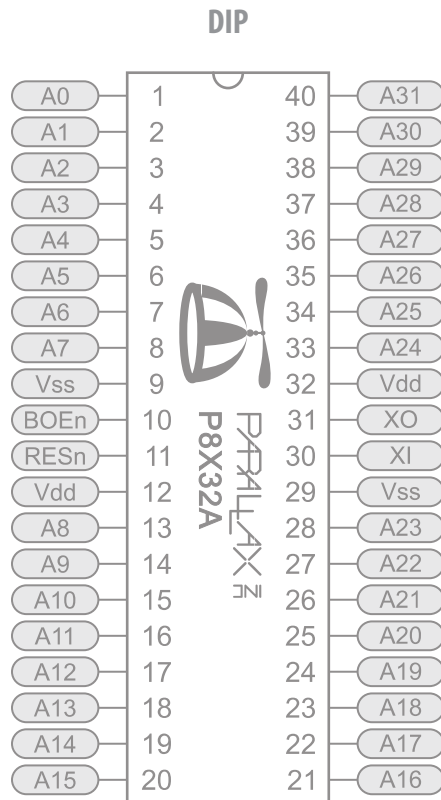 DIP
A0 1 40 A31
A1 2 39 A30
A2 3 38 A29
A3 4 37 A28
A4 5 36 A27
A5 6 35 A26
A6 7 34 A25
A7 8 33 A24
Vss 9 32 Vdd
BOEn 10 31 XO
RESn 11 30 XI
Vdd 12 29 Vss
A8 13 28 A23
A9 14 27 A22
A10 15 26 A21
A11 16 25 A20
A12 17 24 A19
A13 18 23 A18
A14 19 22 A17
A15 20 21 A16
PARALLAX
P8X32A